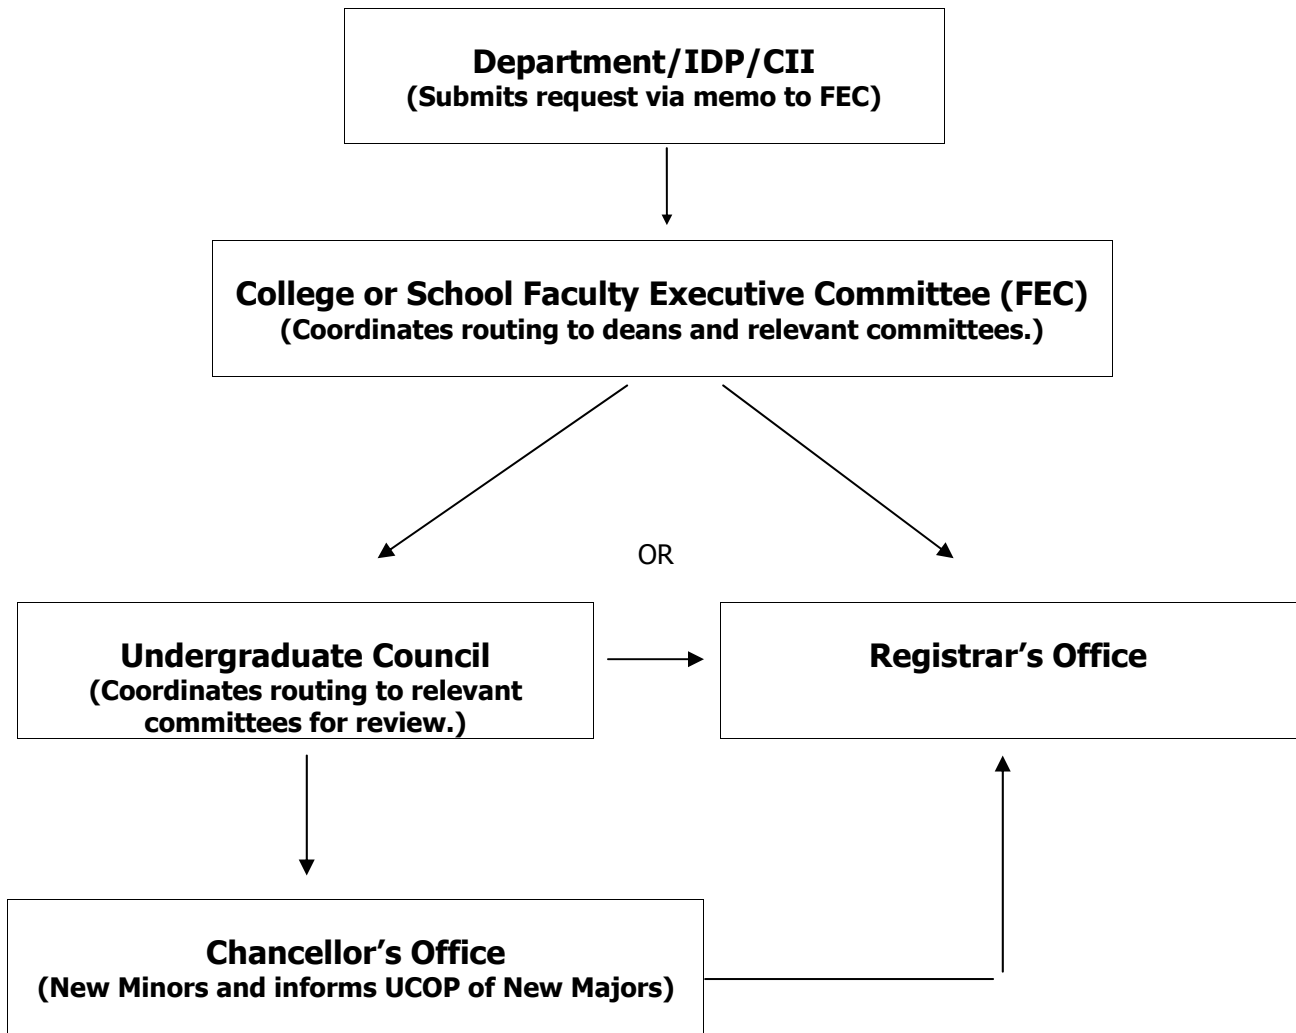 Department/IDP/CII
(Submits request via memo to FEC)
College or School Faculty Executive Committee (FEC)
(Coordinates routing to deans and relevant committees.)
OR
Undergraduate Council
(Coordinates routing to relevant
committees for review.)
Registrar’s Office
Chancellor’s Office
(New Minors and informs UCOP of New Majors)